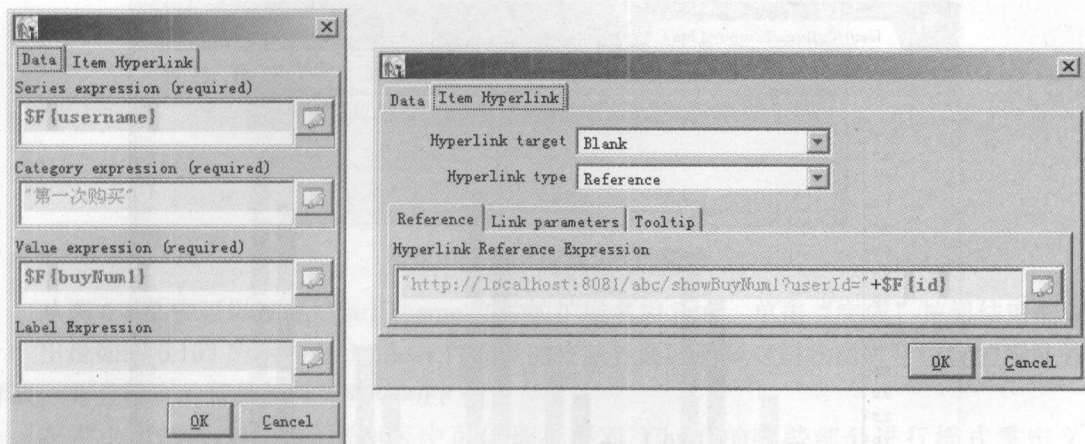 Data
Item Hyperlink
Series expression (required)
$F{username}
Category expression (required)
"第一次购买"
Value expression (required)
$F{buyNum1}
Label Expression
OK
Cancel
Data
Item Hyperlink
Hyperlink target
Blank
Hyperlink type
Reference
Reference
Link parameters
Tooltip
Hyperlink Reference Expression
"http://localhost:8081/abc/showBuyNum1?userId="+$F{id}
OK
Cancel